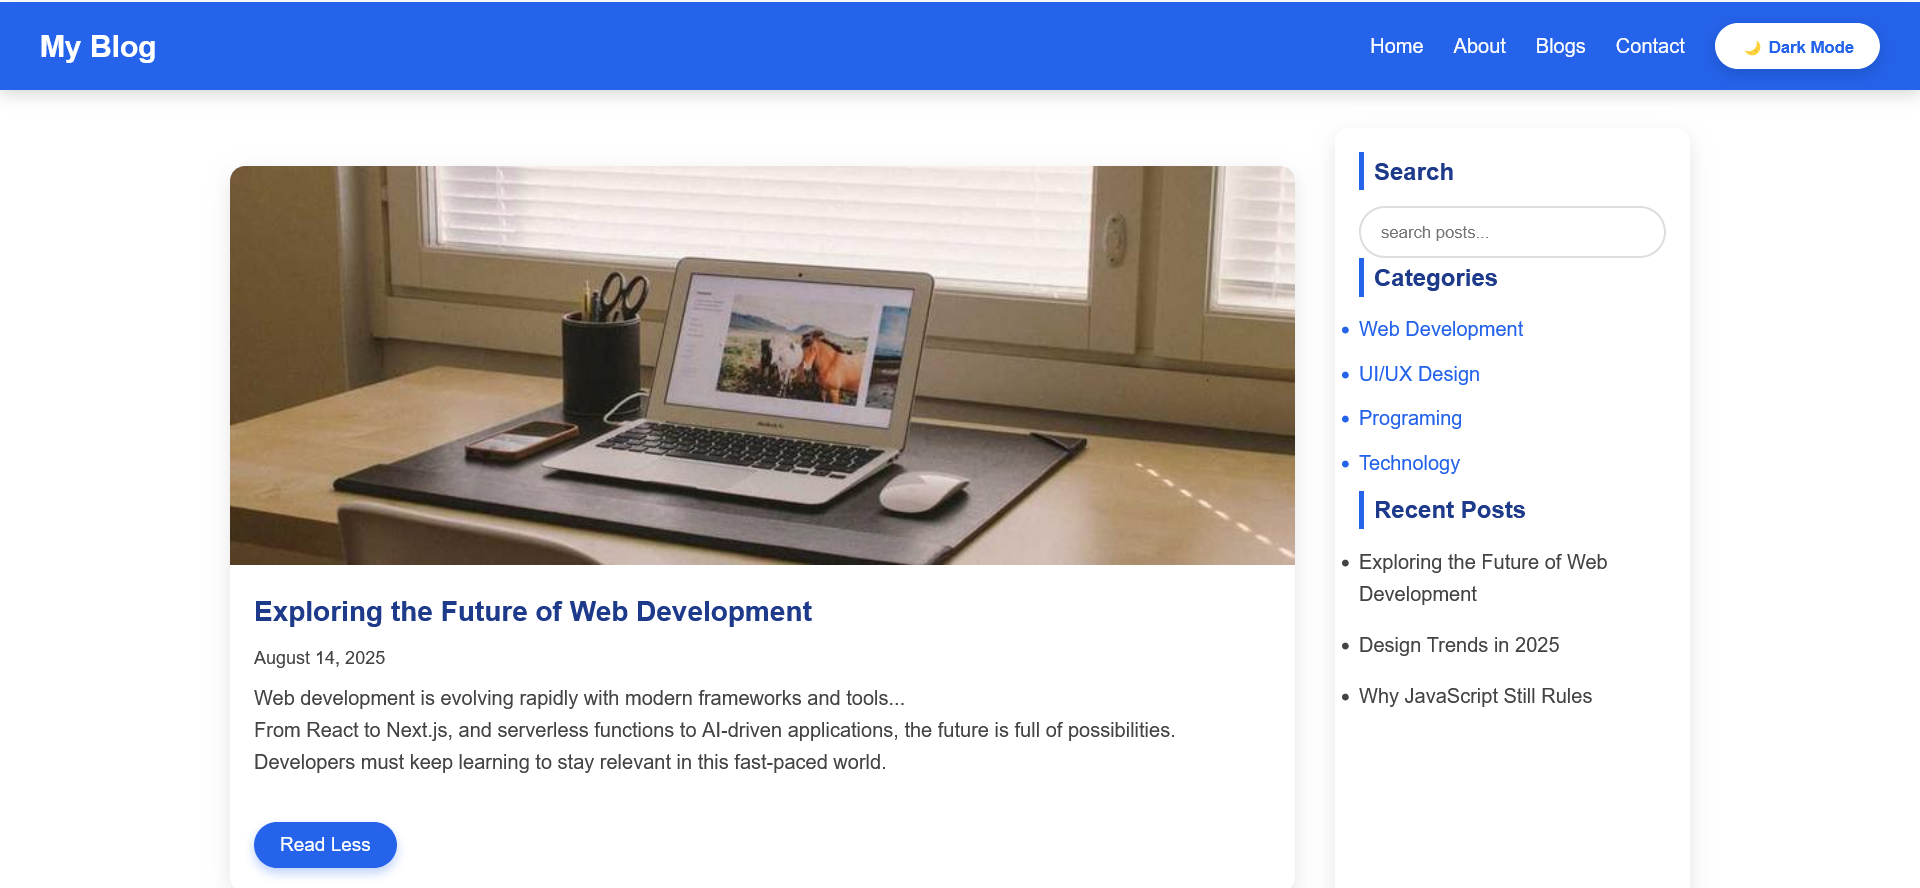 My Blog
Home
About
Blogs
Contact
🌙 Dark Mode
Exploring the Future of Web Development
August 14, 2025
Web development is evolving rapidly with modern frameworks and tools...
From React to Next.js, and serverless functions to AI-driven applications, the future is full of possibilities.
Developers must keep learning to stay relevant in this fast-paced world.
Read Less
Search
search posts...
Categories
Web Development
UI/UX Design
Programing
Technology
Recent Posts
Exploring the Future of Web
Development
Design Trends in 2025
Why JavaScript Still Rules